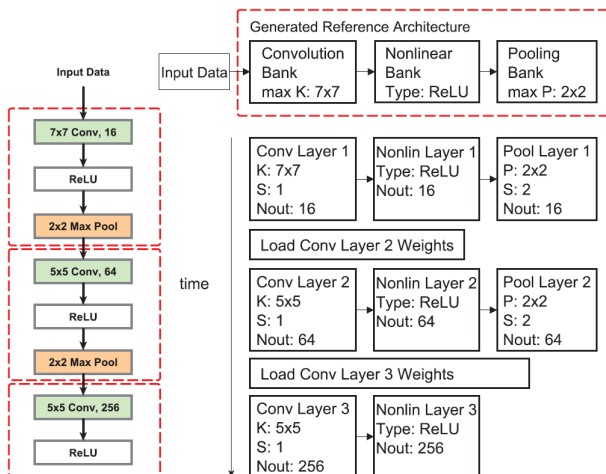 Generated Reference Architecture
Input Data
Convolution
Bank
max K: 7x7
Nonlinear
Bank
Type: ReLU
Pooling
Bank
max P: 2x2
Input Data
7x7 Conv, 16
ReLU
2x2 Max Pool
5x5 Conv, 64
ReLU
2x2 Max Pool
5x5 Conv, 256
ReLU
time
Conv Layer 1
K: 7x7
S: 1
Nout: 16
Nonlin Layer 1
Type: ReLU
Nout: 16
Pool Layer 1
P: 2x2
S: 2
Nout: 16
Load Conv Layer 2 Weights
Conv Layer 2
K: 5x5
S: 1
Nout: 64
Nonlin Layer 2
Type: ReLU
Nout: 64
Pool Layer 2
P: 2x2
S: 2
Nout: 64
Load Conv Layer 3 Weights
Conv Layer 3
K: 5x5
S: 1
Nout: 256
Nonlin Layer 3
Type: ReLU
Nout: 256